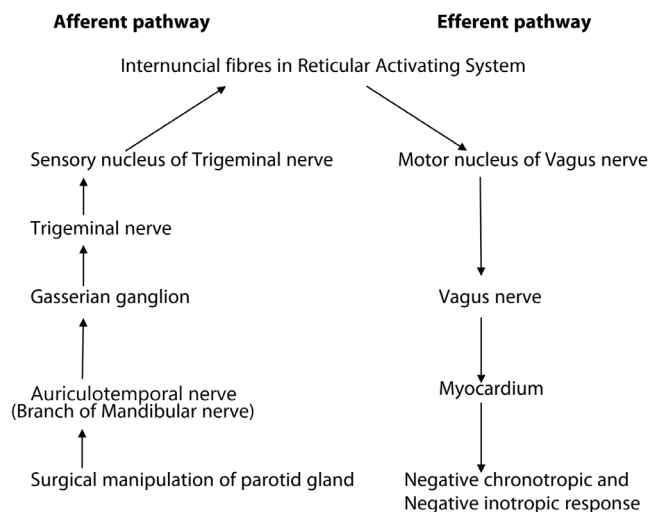 Afferent pathway
Efferent pathway
Internuncial fibres in Reticular Activating System
Sensory nucleus of Trigeminal nerve
Motor nucleus of Vagus nerve
Trigeminal nerve
Gasserian ganglion
Vagus nerve
Auriculotemporal nerve
(Branch of Mandibular nerve)
Myocardium
Surgical manipulation of parotid gland
Negative chronotropic and
Negative inotropic response